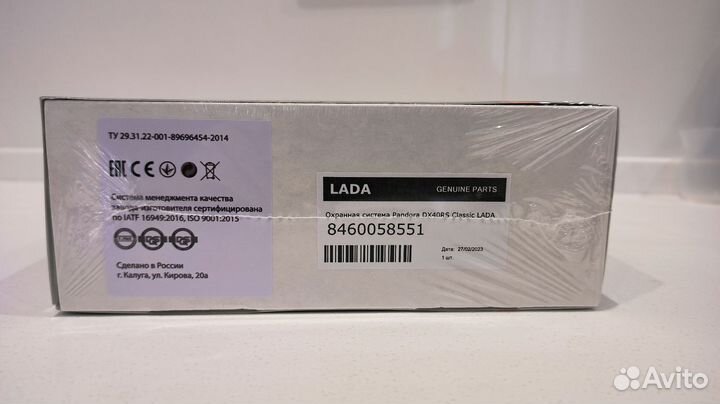 ТУ 29.31.22-001-89696454-2014
EAC CE
Система менеджмента качества
завода-изготовителя сертифицирована
по IATF 16949:2016, ISO 9001:2015
Сделано в России
г. Калуга, ул. Кирова, 20а
LADA GENUINE PARTS
Охранная система Pandora DX40RS Classic LADA
8460058551
Дата: 27/02/2023
1 шт.
Avito